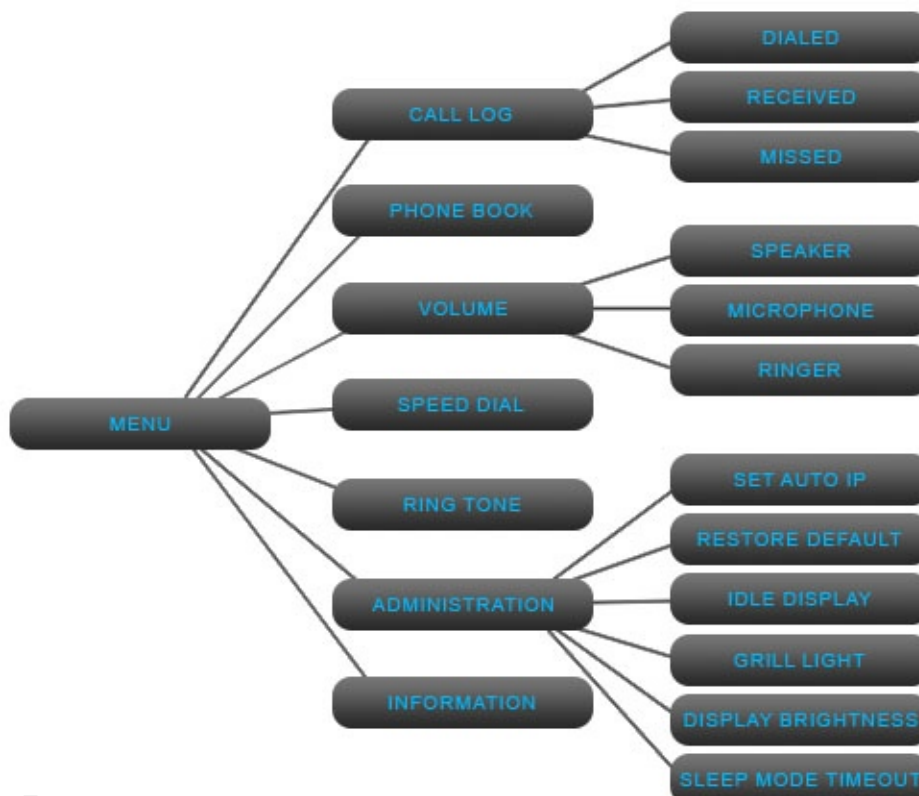 MENU
CALL LOG
DIALED
RECEIVED
MISSED
PHONE BOOK
VOLUME
SPEAKER
MICROPHONE
RINGER
SPEED DIAL
RING TONE
ADMINISTRATION
SET AUTO IP
RESTORE DEFAULT
IDLE DISPLAY
GRILL LIGHT
DISPLAY BRIGHTNESS
SLEEP MODE TIMEOUT
INFORMATION